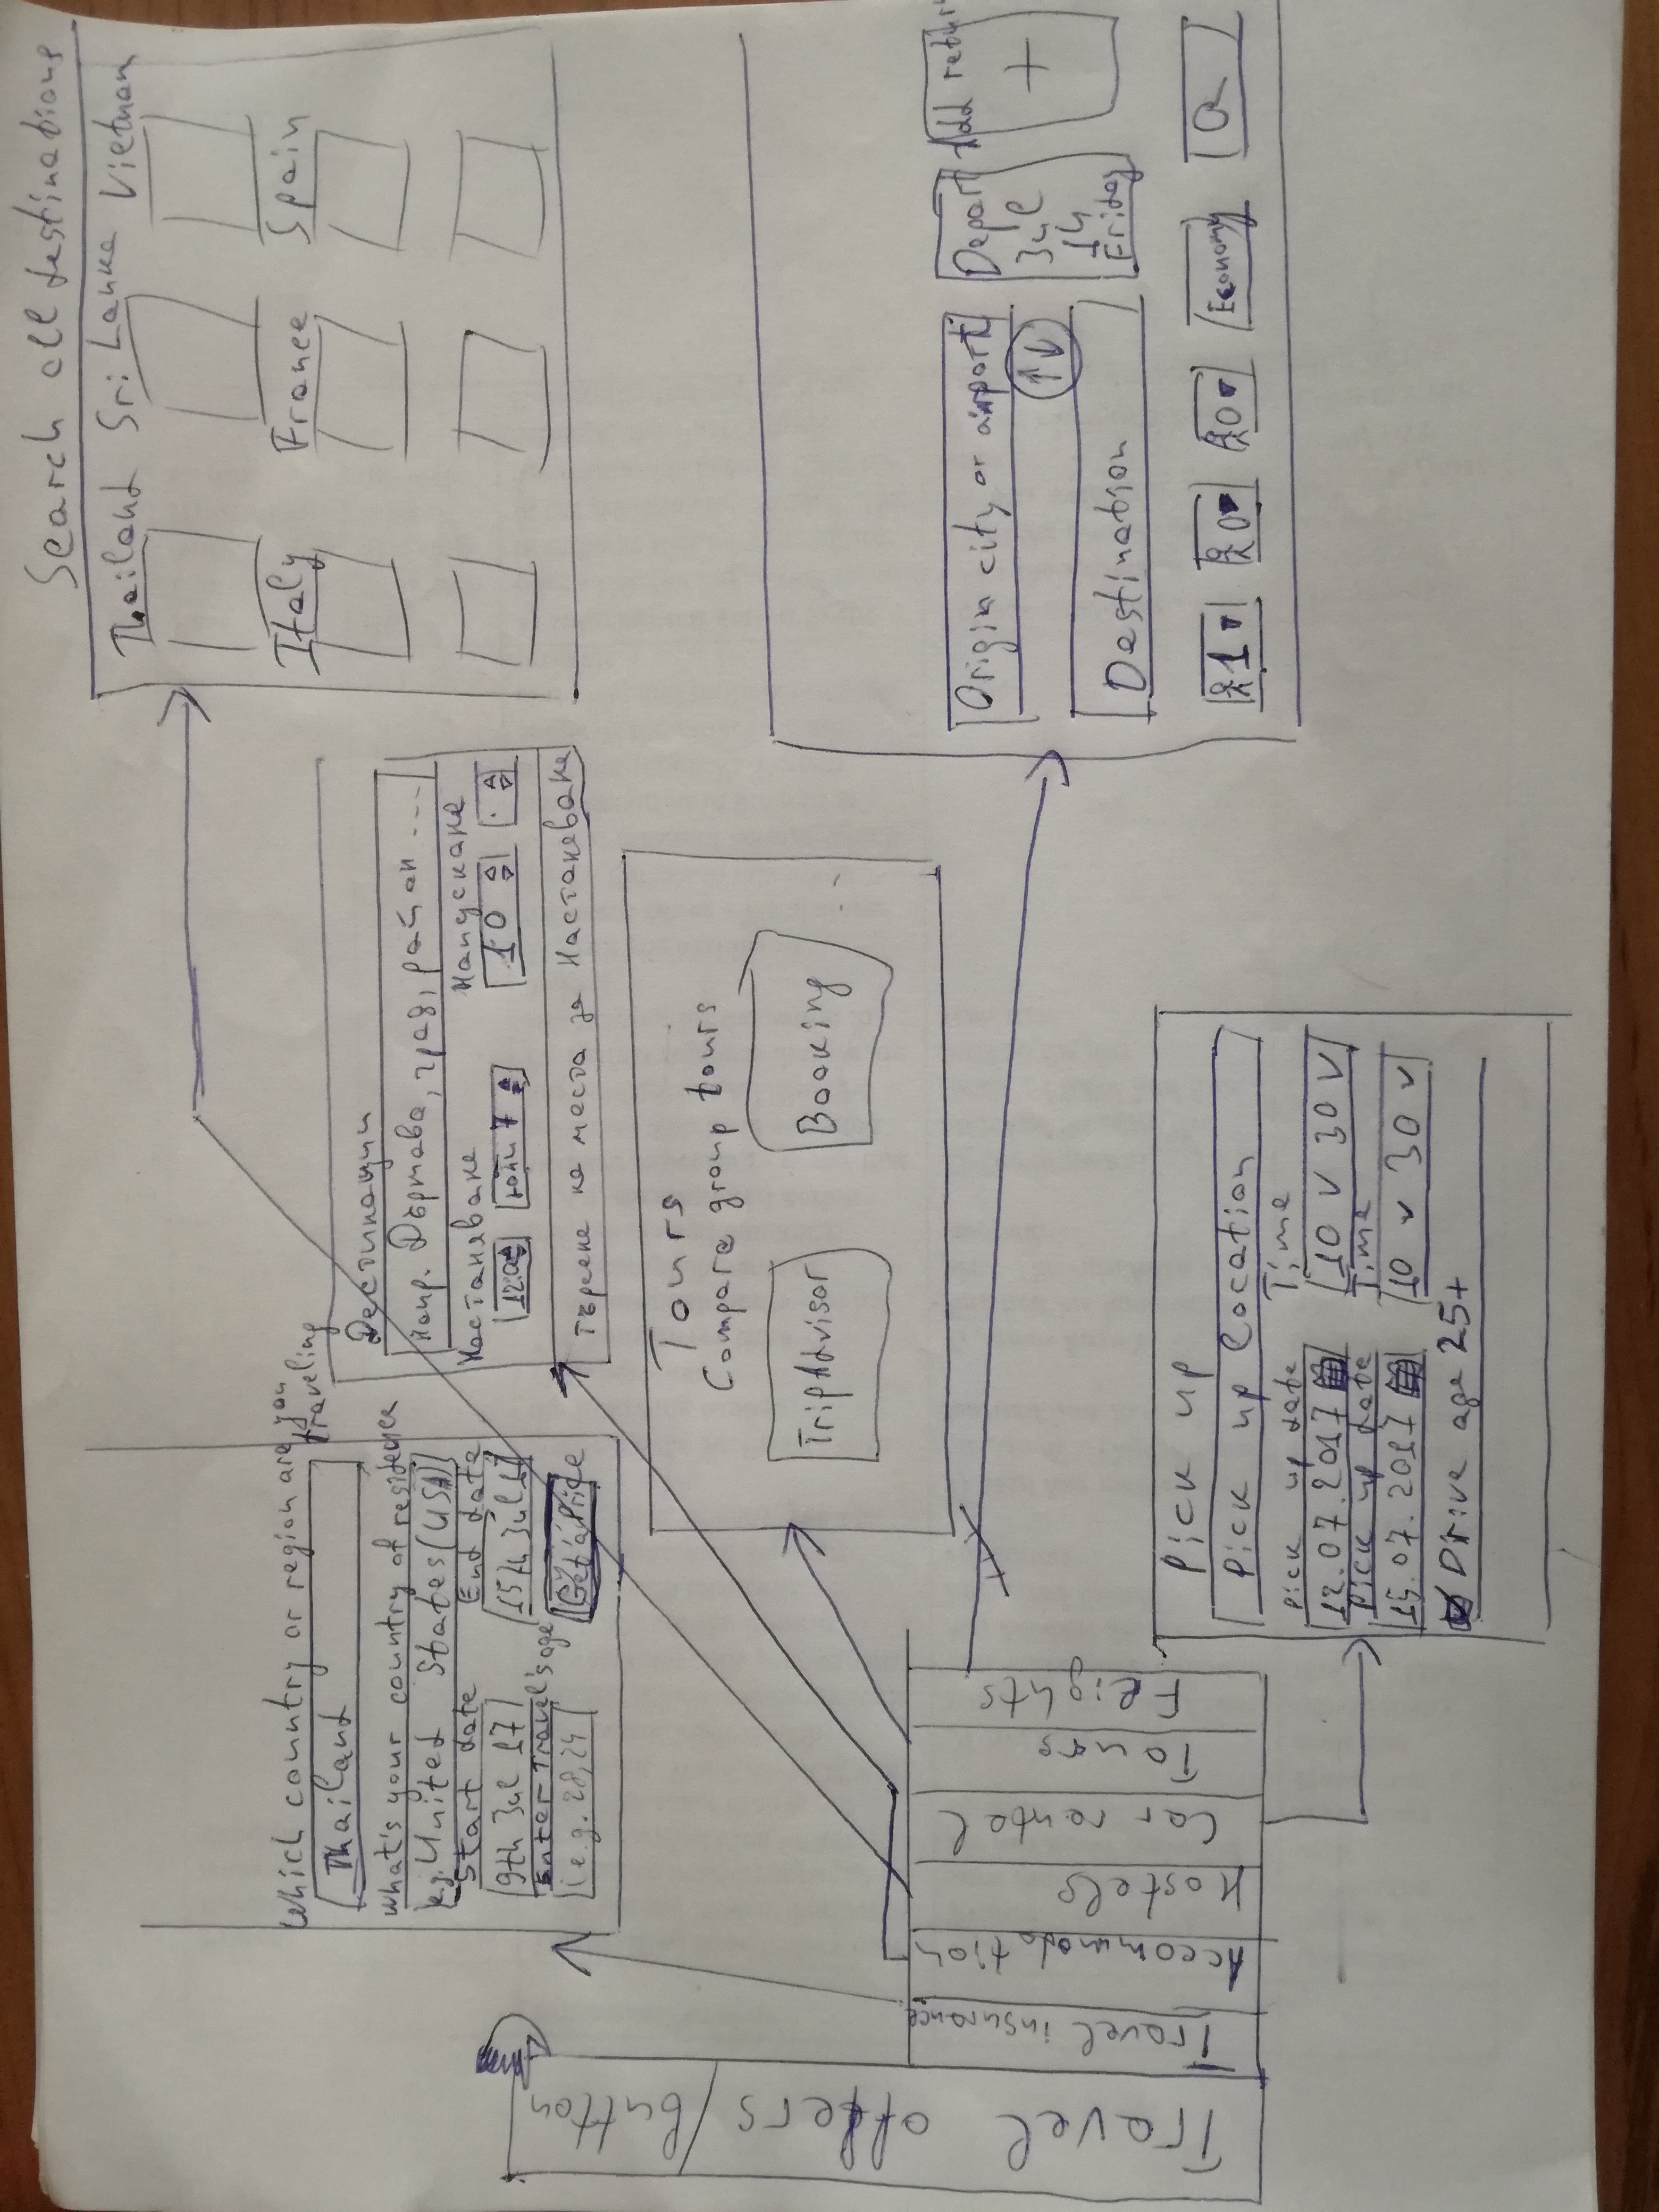 Travel offers/button
Travel insurance
Accommodation
Hostels
Car rental
Tours
Flights
Which country or region are you
traveling
Thailand
What's your country of residence
e.g. United States (USA)
Start date End date
9th Jul 17 15th Jul 17
Enter Travel's age
i.e.g. 28,24 Get a Price
Дестинации
Напр. Държава, град, район ...
Настаняване Напускане
юли 7 10
Търсене на места за Настаняване
Search all destinations
Thailand Sri Lanka Vietnam
Italy France Spain
Tours
Compare group tours
TripAdvisor Booking ...
Origin city or airport
Destination
Depart
Jul
14
Friday
Add return
+
1 0 0 Economy
Pick up
Pick up location
Pick up date Time
12.07.2017 10 v 30 v
Pick up date Time
15.07.2017 10 v 30 v
Drive age 25+